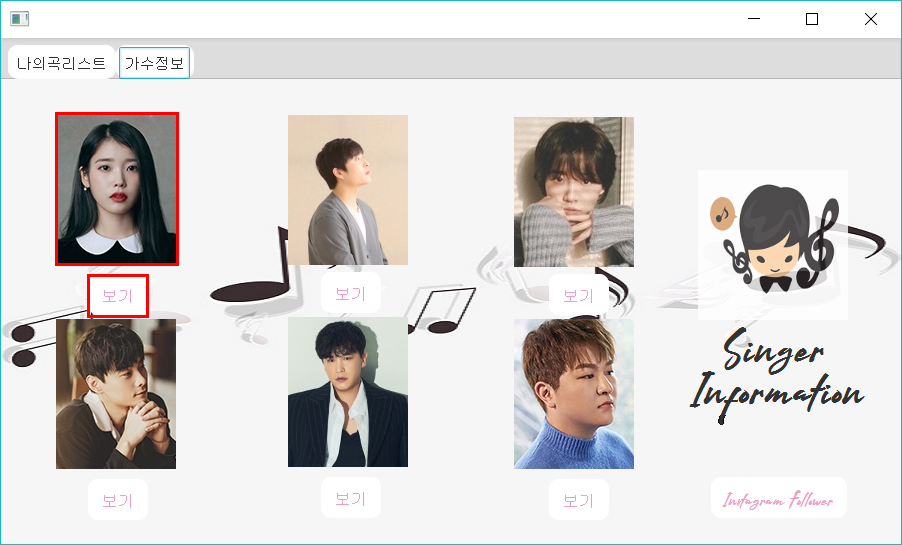 나의곡리스트
가수정보
보기
보기
보기
Singer
Information
보기
보기
보기
Instagram Follower